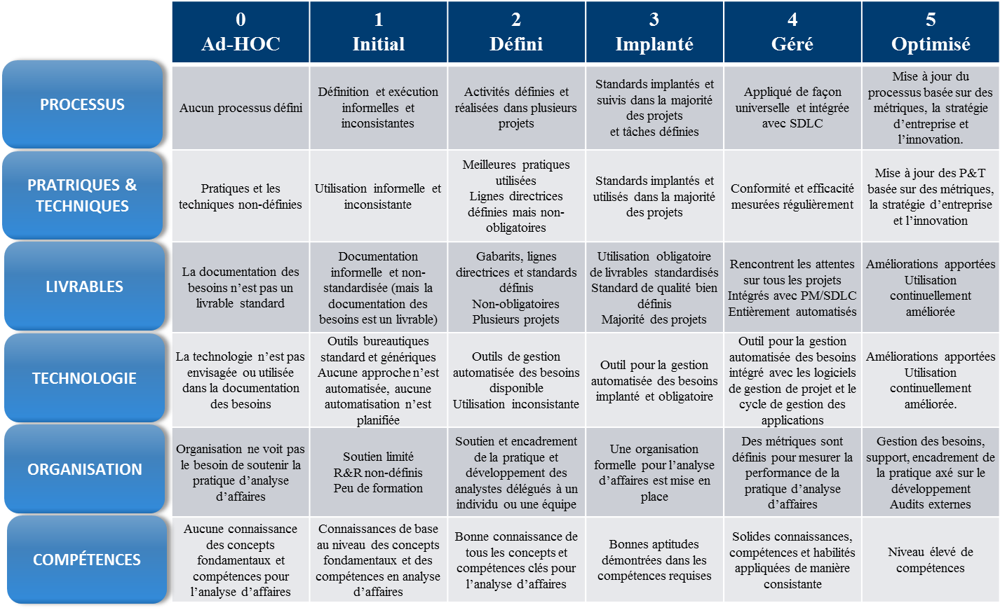 0
Ad-HOC
1
Initial
2
Défini
3
Implanté
4
Géré
5
Optimisé
PROCESSUS
Aucun processus défini
Définition et exécution
informelles et
inconsistantes
Activités définies et
réalisées dans plusieurs
projets
Standards implantés et
suivis dans la majorité
des projets
et tâches définies
Appliqué de façon
universelle et intégrée
avec SDLC
Mise à jour du
processus basée sur des
métriques, la stratégie
d’entreprise et
l’innovation.
PRATRIQUES &
TECHNIQUES
Pratiques et les
techniques non-définies
Utilisation informelle et
inconsistante
Meilleures pratiques
utilisées
Lignes directrices
définies mais non-
obligatoires
Standards implantés et
utilisés dans la majorité
des projets
Conformité et efficacité
mesurées régulièrement
Mise à jour des P&T
basée sur des métriques,
la stratégie d’entreprise
et l’innovation
LIVRABLES
La documentation des
besoins n’est pas un
livrable standard
Documentation
informelle et non-
standardisée (mais la
documentation des
besoins est un livrable)
Gabarits, lignes
directrices et standards
définis
Non-obligatoires
Plusieurs projets
Utilisation obligatoire
de livrables standardisés
Standard de qualité bien
définis
Majorité des projets
Rencontrent les attentes
sur tous les projets
Intégrés avec PM/SDLC
Entièrement automatisés
Améliorations apportées
Utilisation
continuellement
améliorée
TECHNOLOGIE
La technologie n’est pas
envisagée ou utilisée
dans la documentation
des besoins
Outils bureautiques
standard et génériques
Aucune approche n’est
automatisée, aucune
automatisation n’est
planifiée
Outils de gestion
automatisée des besoins
disponible
Utilisation inconsistante
Outil pour la gestion
automatisée des besoins
implanté et obligatoire
Outil pour la gestion
automatisée des besoins
intégré avec les logiciels
de gestion de projet et le
cycle de gestion des
applications
Améliorations apportées
Utilisation
continuellement
améliorée.
ORGANISATION
Organisation ne voit pas
le besoin de soutenir la
pratique d’analyse
d’affaires
Soutien limité
R&R non-définis
Peu de formation
Soutien et encadrement
de la pratique et
développement des
analystes délégués à un
individu ou une équipe
Une organisation
formelle pour l’analyse
d’affaires est mise en
place
Des métriques sont
définis pour mesurer la
performance de la
pratique d’analyse
d’affaires
Gestion des besoins,
support, encadrement de
la pratique axé sur le
développement
Audits externes
COMPÉTENCES
Aucune connaissance
des concepts
fondamentaux et
compétences pour
l’analyse d’affaires
Connaissances de base
au niveau des concepts
fondamentaux et des
compétences en analyse
d’affaires
Bonne connaissance de
tous les concepts et
compétences clés pour
l’analyse d’affaires
Bonnes aptitudes
démontrées dans les
compétences requises
Solides connaissances,
compétences et habilités
appliquées de manière
consistante
Niveau élevé de
compétences